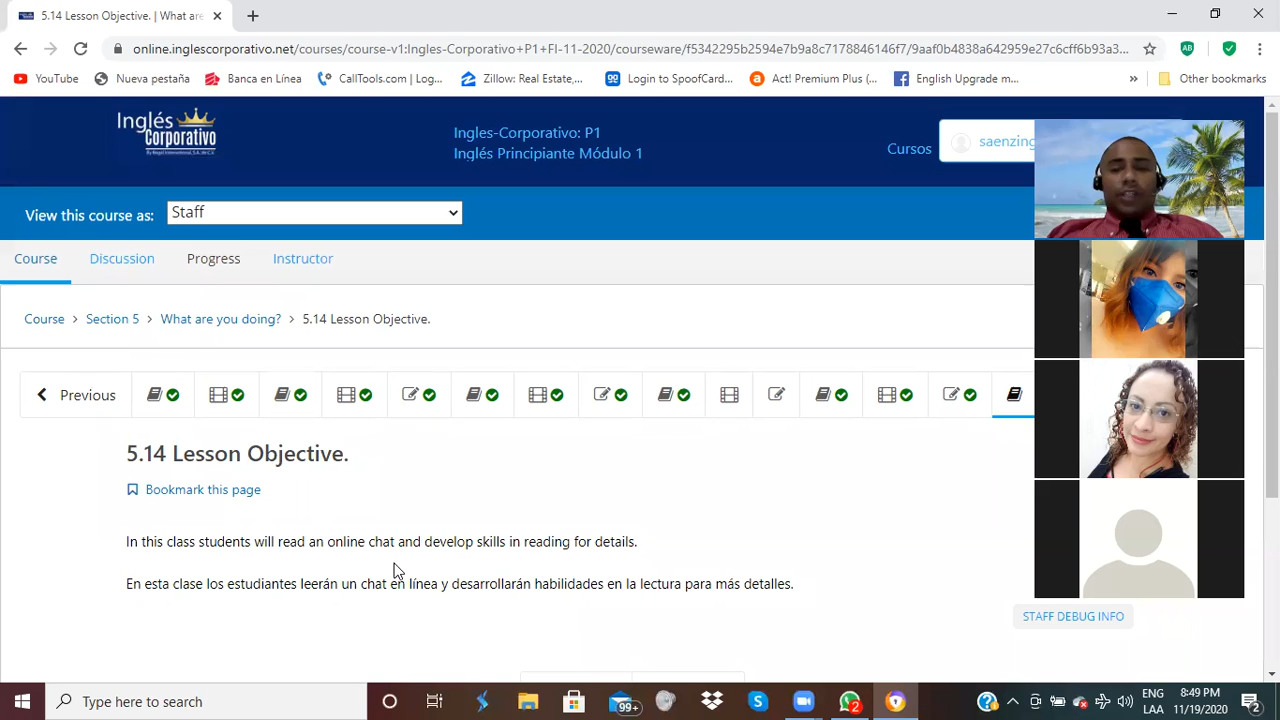 5.14 Lesson Objective. | What are
online.inglescorporativo.net/courses/course-v1:Ingles-Corporativo+P1+FI-11-2020/courseware/f5342295b2594e7b9a8c7178846146f7/9aaf0b4838a642959e27c6cff6b93a3...
YouTube
Nueva pestaña
Banca en Línea
CallTools.com | Log...
Zillow: Real Estate,...
Login to SpoofCard...
Act! Premium Plus (...
English Upgrade m...
Other bookmarks
Inglés
Corporativo
Ingles-Corporativo: P1
Inglés Principiante Módulo 1
Cursos
saenzing
View this course as:
Staff
Course
Discussion
Progress
Instructor
Course > Section 5 > What are you doing? > 5.14 Lesson Objective.
Previous
5.14 Lesson Objective.
Bookmark this page
In this class students will read an online chat and develop skills in reading for details.
En esta clase los estudiantes leerán un chat en línea y desarrollarán habilidades en la lectura para más detalles.
STAFF DEBUG INFO
Type here to search
99+
2
ENG
LAA
8:49 PM
11/19/2020
2